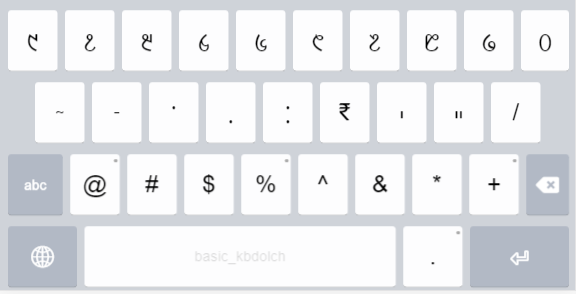 ᱑ ᱒ ᱓ ᱔ ᱕ ᱖ ᱗ ᱘ ᱙ ᱐
ᱻ ᱼ ᱸ ᱹ ᱺ ₹ ᱾ ᱿ /
abc @ # $ % ^ & * +
basic_kbdolch .